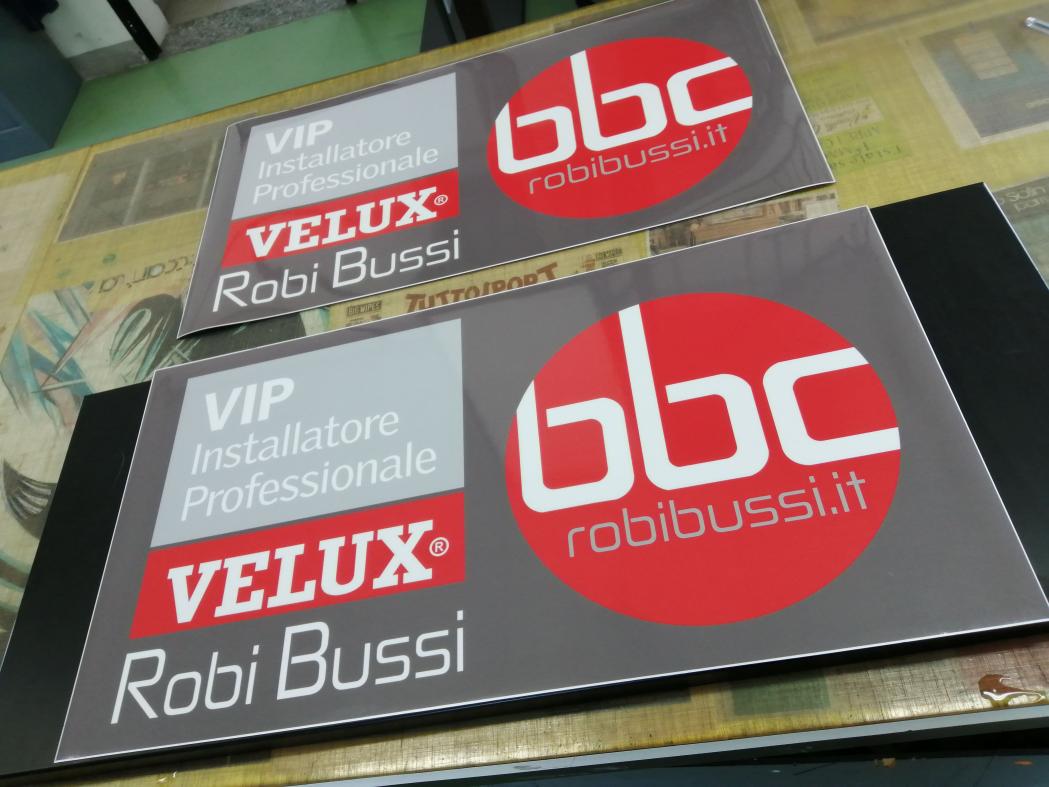 VIP
Installatore
Professionale
VELUX®
Robi Bussi
bbc
robibussi.it
TUTTOSPORT
VIP
Installatore
Professionale
VELUX®
Robi Bussi
bbc
robibussi.it